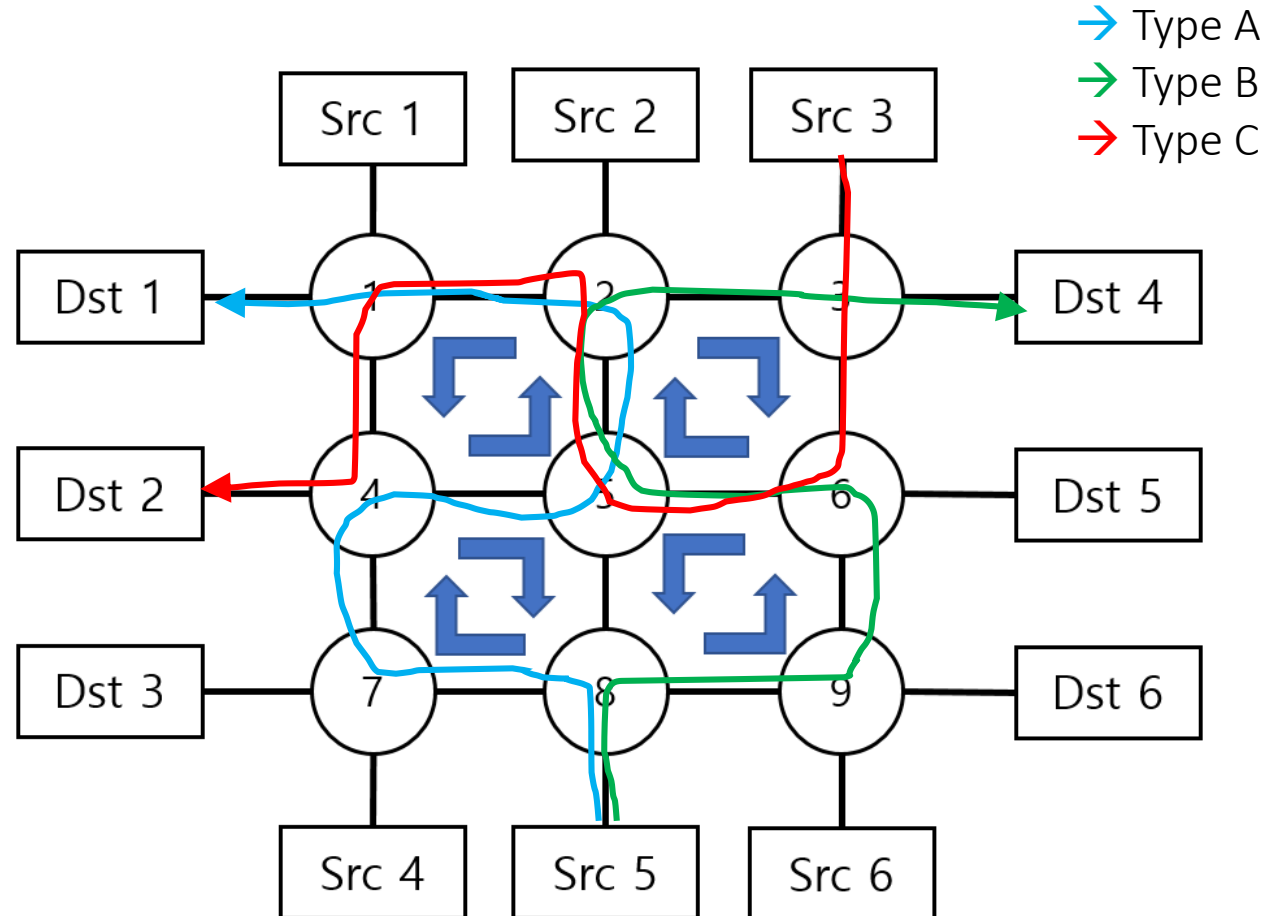 Type A
Type B
Type C
Src 1
Src 2
Src 3
Dst 1
1
2
3
Dst 4
Dst 2
4
5
6
Dst 5
Dst 3
7
8
9
Dst 6
Src 4
Src 5
Src 6